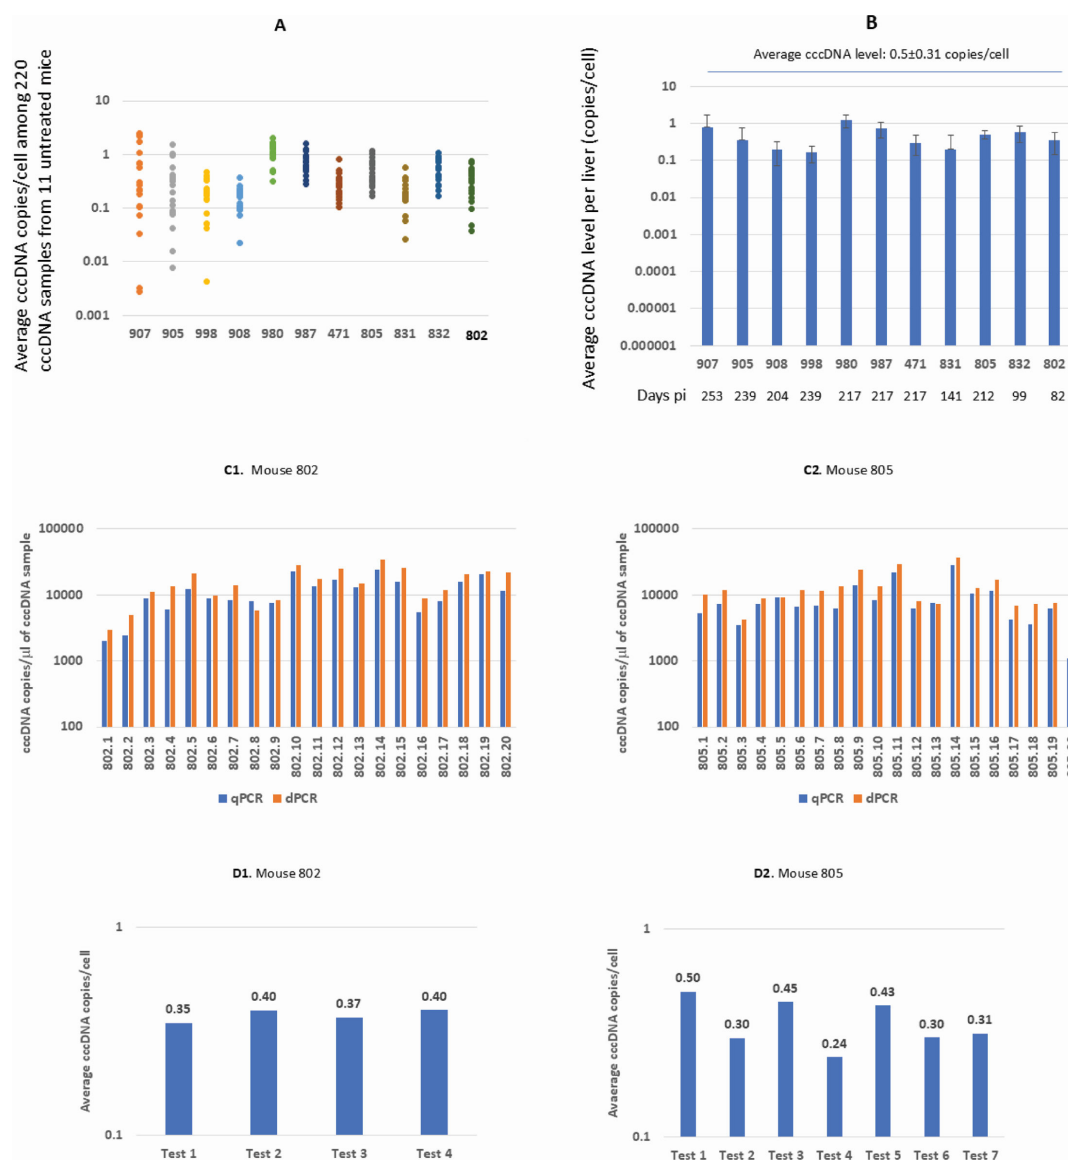 A
Average cccDNA copies/cell among 220
cccDNA samples from 11 untreated mice
10
1
0.1
0.01
0.001
907 905 998 908 980 987 471 805 831 832 802
B
Average cccDNA level: 0.5±0.31 copies/cell
Average cccDNA level per liver (copies/cell)
10
1
0.1
0.01
0.001
0.0001
0.00001
0.000001
907 905 908 998 980 987 471 831 805 832 802
Days pi 253 239 204 239 217 217 217 141 212 99 82
C1. Mouse 802
cccDNA copies/µl of cccDNA sample
100000
10000
1000
100
802.1 802.2 802.3 802.4 802.5 802.6 802.7 802.8 802.9 802.10 802.11 802.12 802.13 802.14 802.15 802.16 802.17 802.18 802.19 802.20
qPCR dPCR
C2. Mouse 805
cccDNA copies/µl of cccDNA sample
100000
10000
1000
100
805.1 805.2 805.3 805.4 805.5 805.6 805.7 805.8 805.9 805.10 805.11 805.12 805.13 805.14 805.15 805.16 805.17 805.18 805.19
qPCR dPCR
D1. Mouse 802
Average cccDNA copies/cell
1
0.1
0.35 0.40 0.37 0.40
Test 1 Test 2 Test 3 Test 4
D2. Mouse 805
Avaerage cccDNA copies/cell
1
0.1
0.50 0.30 0.45 0.24 0.43 0.30 0.31
Test 1 Test 2 Test 3 Test 4 Test 5 Test 6 Test 7